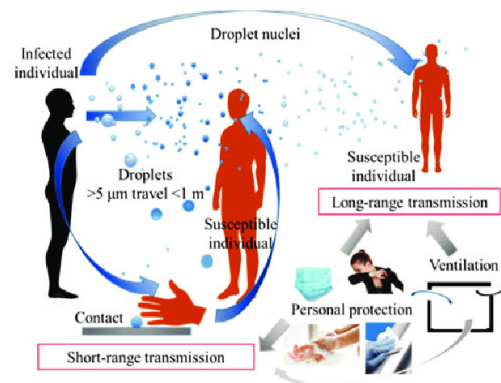 Droplet nuclei
Infected
individual
Droplets
>5 μm travel <1 m
Susceptible
individual
Susceptible
individual
Long-range transmission
Ventilation
Contact
Personal protection
Short-range transmission